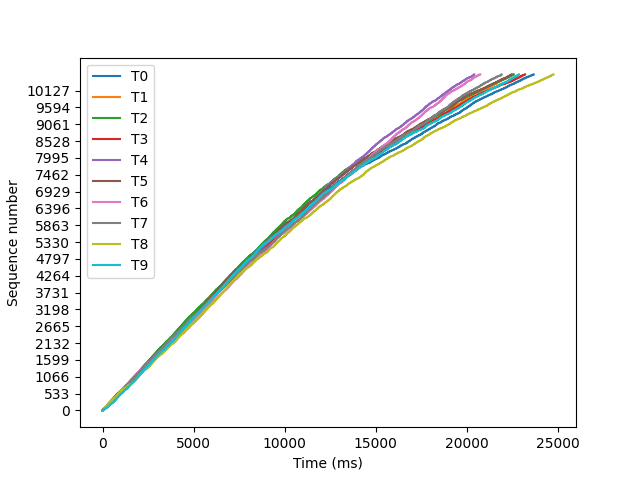 10127
9594
9061
8528
7995
7462
6929
6396
5863
5330
4797
4264
3731
3198
2665
2132
1599
1066
533
0
Sequence number
T0
T1
T2
T3
T4
T5
T6
T7
T8
T9
0 5000 10000 15000 20000 25000
Time (ms)